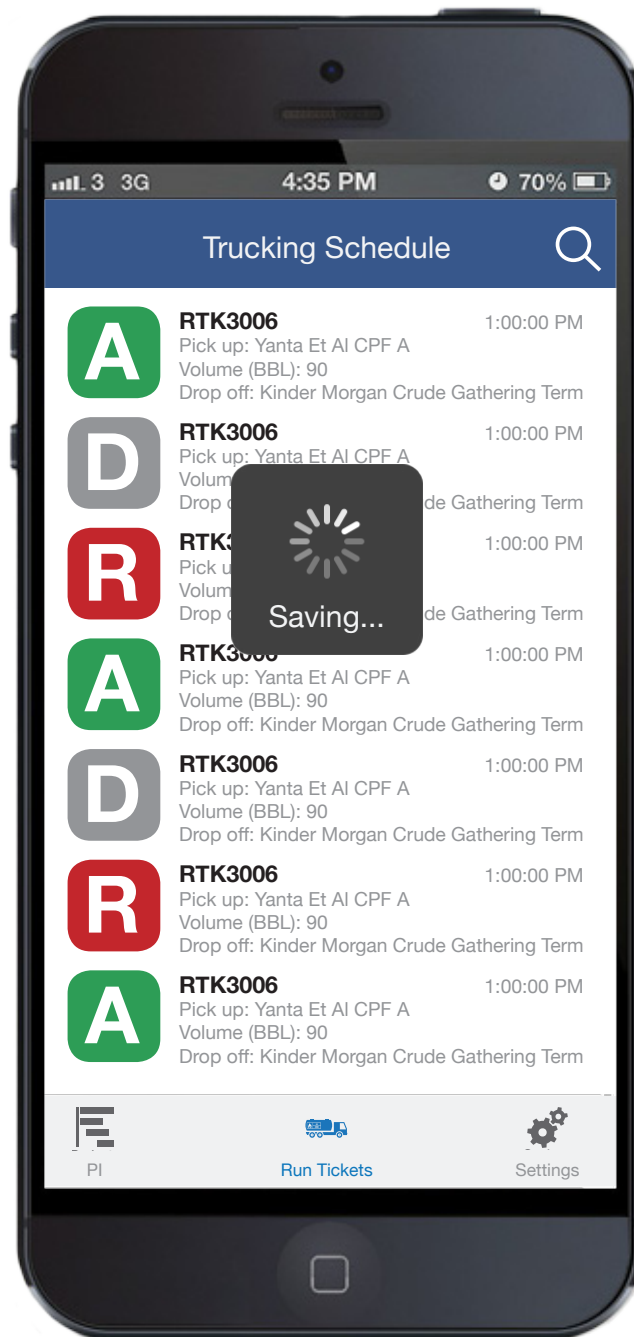 3 3G 4:35 PM 70%
Trucking Schedule
A
RTK3006 1:00:00 PM
Pick up: Yanta Et Al CPF A
Volume (BBL): 90
Drop off: Kinder Morgan Crude Gathering Term
D
RTK3006 1:00:00 PM
Pick up: Yanta Et Al CPF A
Volum
Drop de Gathering Term
R
RTK3 1:00:00 PM
Pick u
Volum
Drop de Gathering Term
Saving...
A
RTK3006 1:00:00 PM
Pick up: Yanta Et Al CPF A
Volume (BBL): 90
Drop off: Kinder Morgan Crude Gathering Term
D
RTK3006 1:00:00 PM
Pick up: Yanta Et Al CPF A
Volume (BBL): 90
Drop off: Kinder Morgan Crude Gathering Term
R
RTK3006 1:00:00 PM
Pick up: Yanta Et Al CPF A
Volume (BBL): 90
Drop off: Kinder Morgan Crude Gathering Term
A
RTK3006 1:00:00 PM
Pick up: Yanta Et Al CPF A
Volume (BBL): 90
Drop off: Kinder Morgan Crude Gathering Term
PI Run Tickets Settings